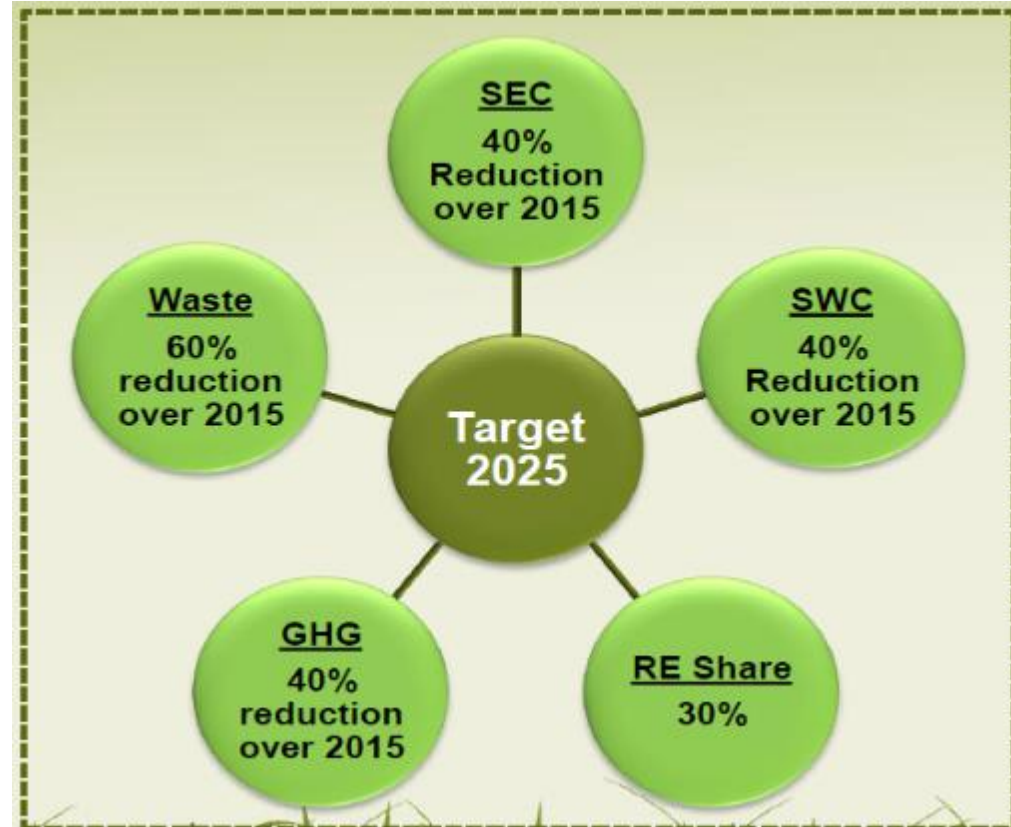 SEC
40%
Reduction
over 2015
SWC
40%
Reduction
over 2015
RE Share
30%
GHG
40%
reduction
over 2015
Waste
60%
reduction
over 2015
Target
2025